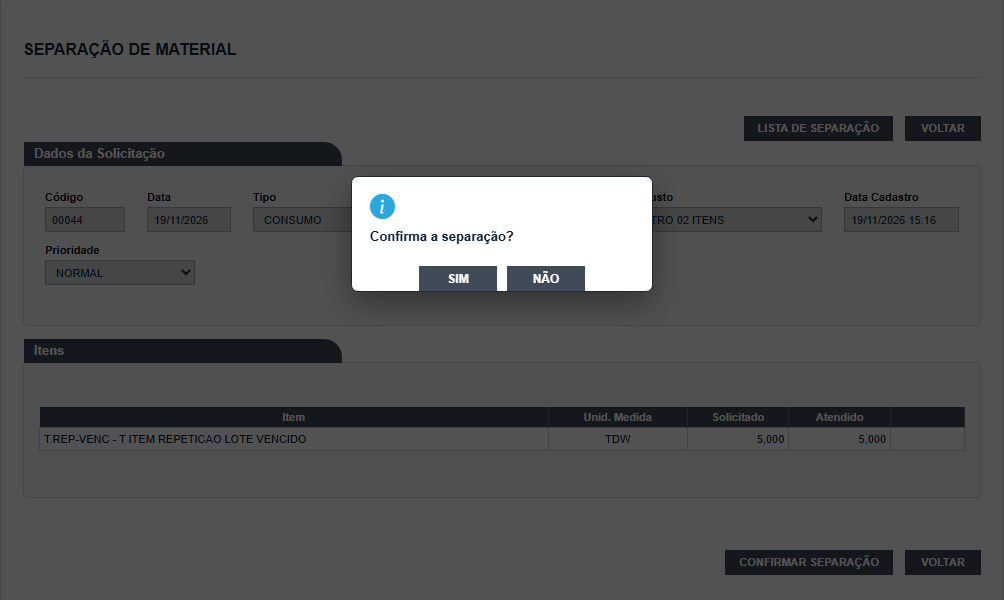 SEPARAÇÃO DE MATERIAL
LISTA DE SEPARAÇÃO VOLTAR
Dados da Solicitação
Código Data Tipo Data Cadastro
00044 19/11/2026 CONSUMO 02 ITENS 19/11/2026 15:16
Prioridade
NORMAL
Confirma a separação?
SIM NÃO
Itens
Item Unid. Medida Solicitado Atendido
T.REP-VENC - T ITEM REPETICAO LOTE VENCIDO TDW 5,000 5,000
CONFIRMAR SEPARAÇÃO VOLTAR